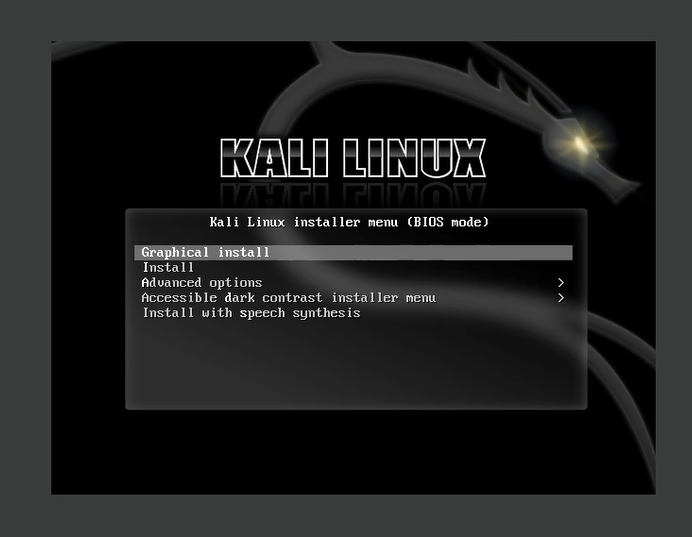 KALI LINUX
Kali Linux installer menu (BIOS mode)
Graphical install
Install
Advanced options >
Accessible dark contrast installer menu >
Install with speech synthesis